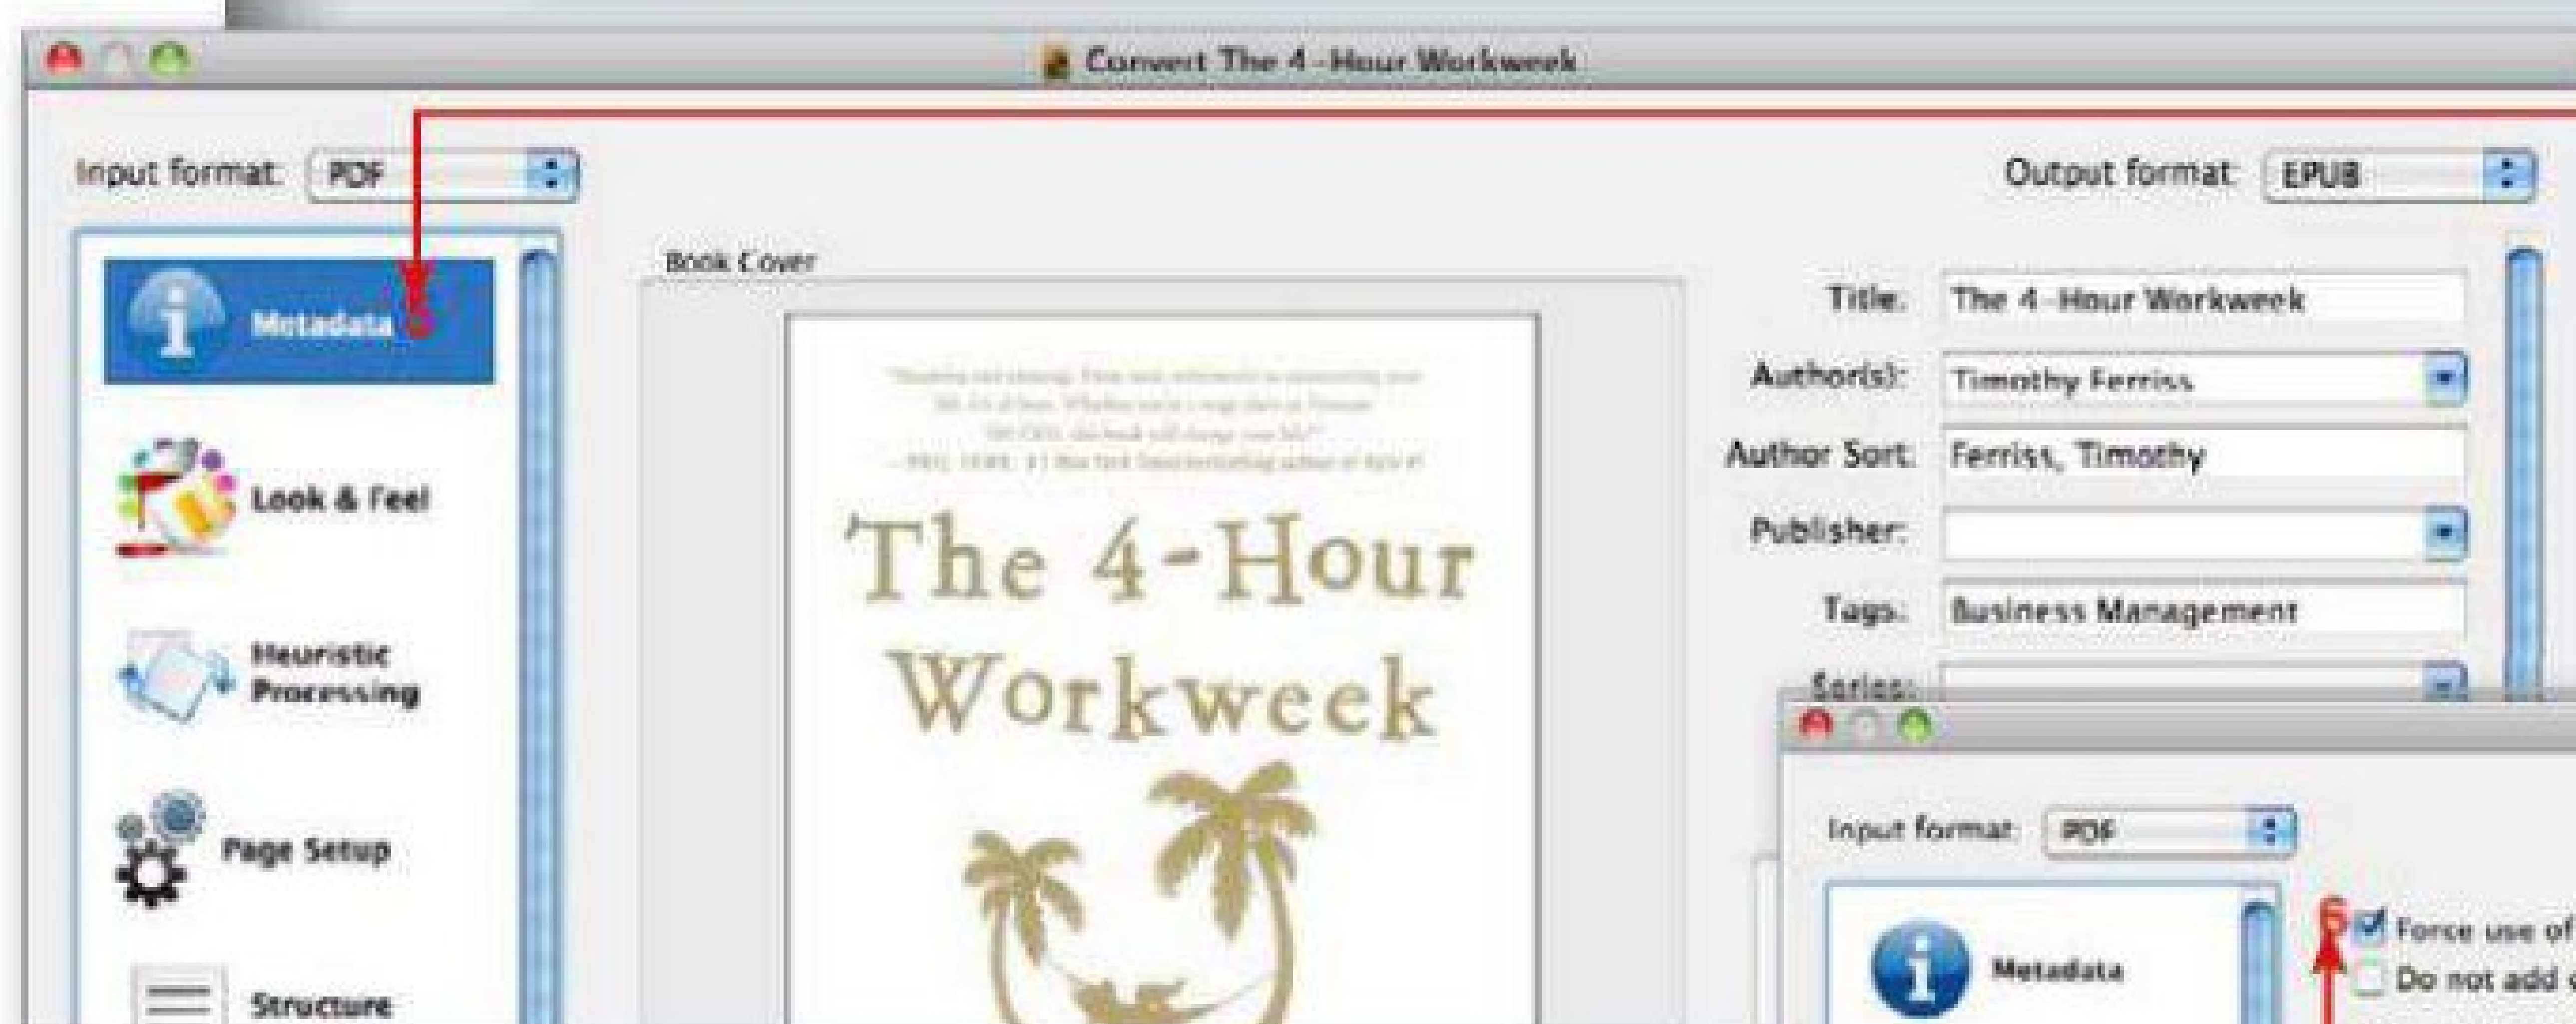 Convert The 4-Hour Workweek
Input format: PDF
Output format: EPUB
Metadata
Look & Feel
Heuristic
Processing
Page Setup
Structure
Book Cover
The 4-Hour
Workweek
Title: The 4-Hour Workweek
Author(s): Timothy Ferriss
Author Sort: Ferriss, Timothy
Publisher:
Tags: Business Management
Series:
Input format: PDF
Metadata
6
Force use of
Do not add